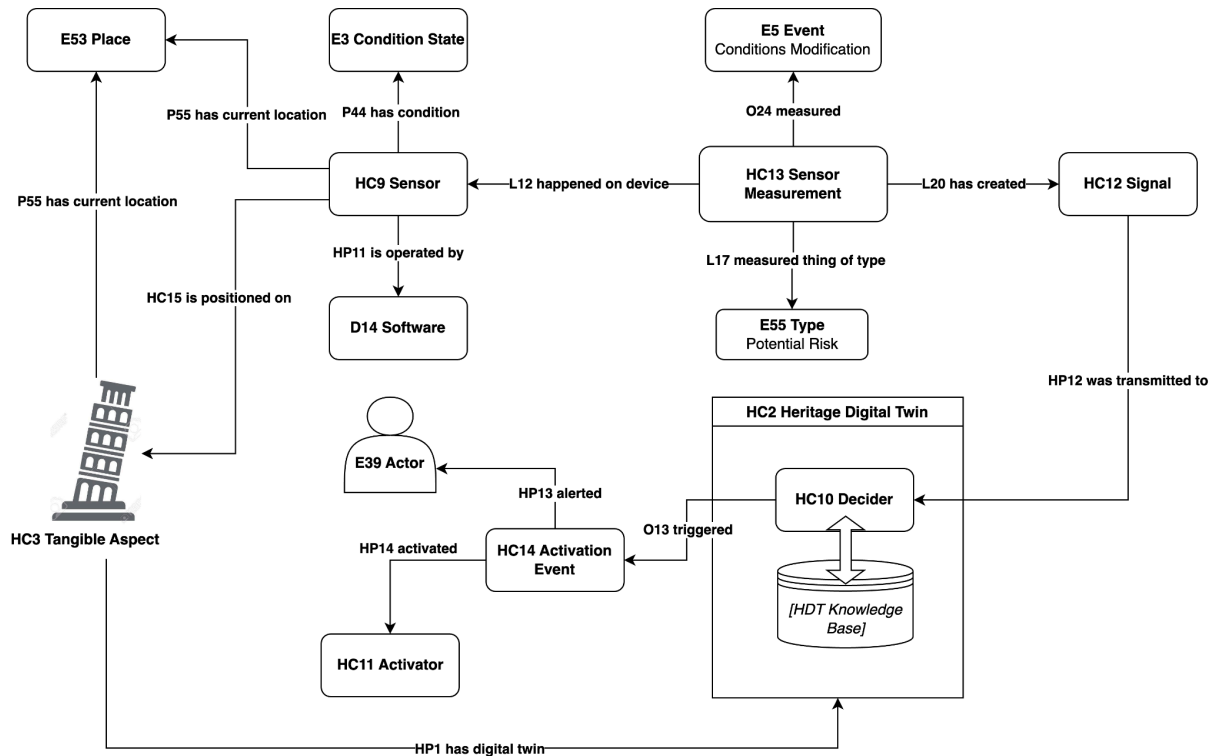 E53 Place
E3 Condition State
E5 Event
Conditions Modification
P55 has current location
P44 has condition
O24 measured
HC9 Sensor
L12 happened on device
HC13 Sensor
Measurement
L20 has created
HC12 Signal
P55 has current location
HP11 is operated by
L17 measured thing of type
HC15 is positioned on
D14 Software
E55 Type
Potential Risk
HP12 was transmitted to
HC2 Heritage Digital Twin
E39 Actor
HP13 alerted
HC10 Decider
O13 triggered
HC3 Tangible Aspect
HP14 activated
HC14 Activation
Event
[HDT Knowledge
Base]
HC11 Activator
HP1 has digital twin